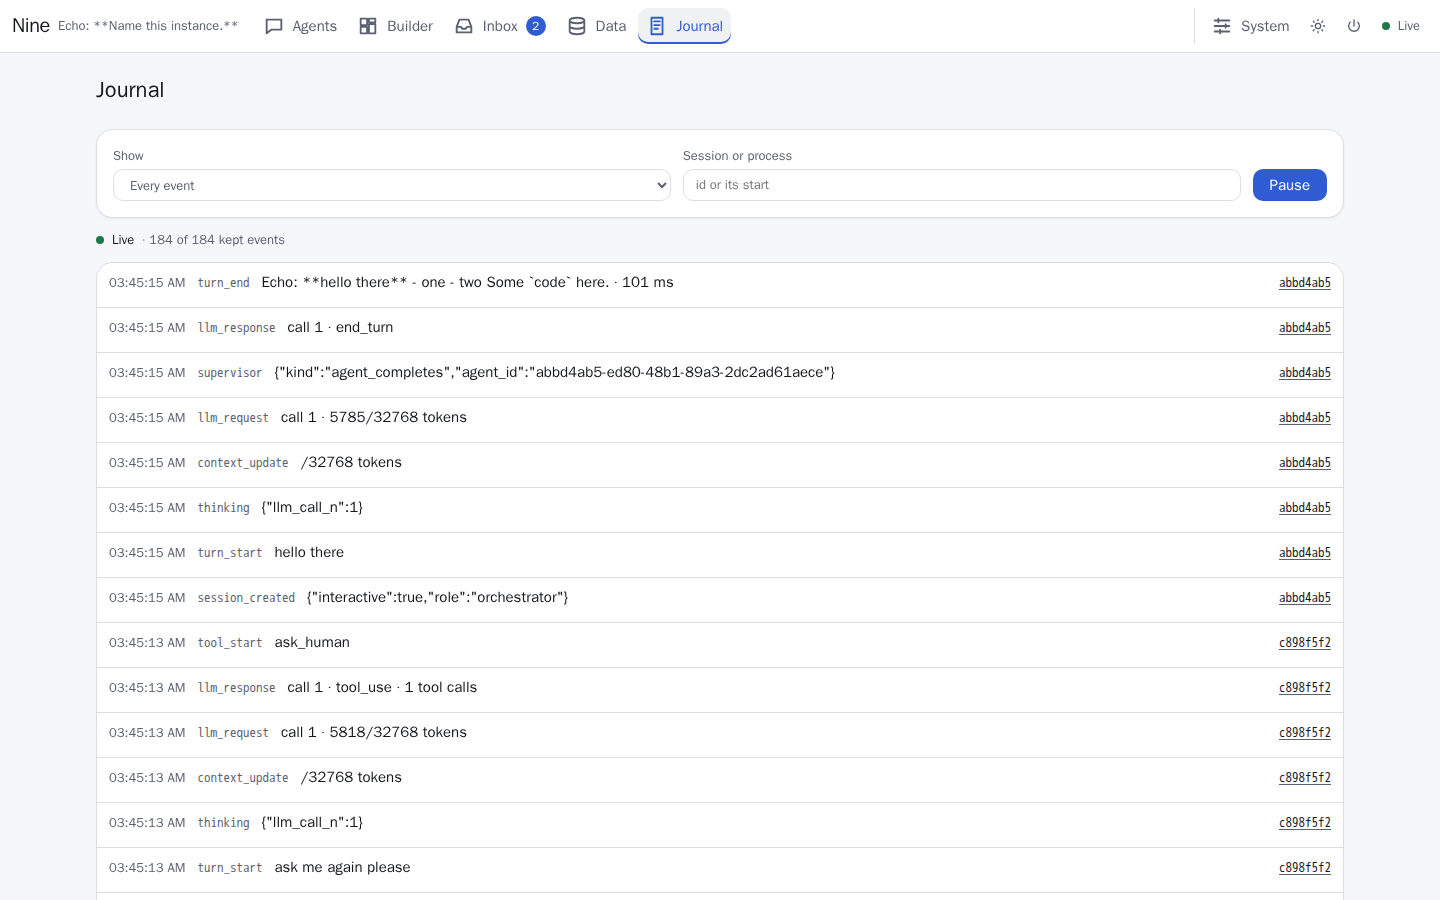 Nine Echo: **Name this instance.** Agents Builder Inbox 2 Data Journal System Live
Journal
Show
Session or process
Every event
id or its start
Pause
Live · 184 of 184 kept events
03:45:15 AM turn_end Echo: **hello there** - one - two Some `code` here. · 101 ms abbd4ab5
03:45:15 AM llm_response call 1 · end_turn abbd4ab5
03:45:15 AM supervisor {"kind":"agent_completes","agent_id":"abbd4ab5-ed80-48b1-89a3-2dc2ad61aece"} abbd4ab5
03:45:15 AM llm_request call 1 · 5785/32768 tokens abbd4ab5
03:45:15 AM context_update /32768 tokens abbd4ab5
03:45:15 AM thinking {"llm_call_n":1} abbd4ab5
03:45:15 AM turn_start hello there abbd4ab5
03:45:15 AM session_created {"interactive":true,"role":"orchestrator"} abbd4ab5
03:45:13 AM tool_start ask_human c898f5f2
03:45:13 AM llm_response call 1 · tool_use · 1 tool calls c898f5f2
03:45:13 AM llm_request call 1 · 5818/32768 tokens c898f5f2
03:45:13 AM context_update /32768 tokens c898f5f2
03:45:13 AM thinking {"llm_call_n":1} c898f5f2
03:45:13 AM turn_start ask me again please c898f5f2